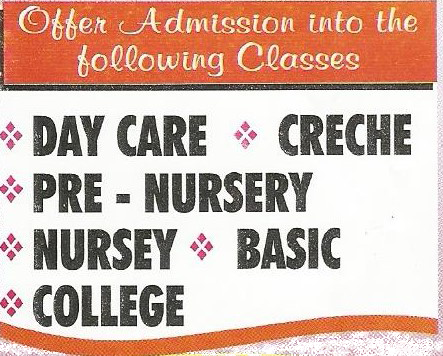 Offer Admission into the
following Classes
❖ DAY CARE ❖ CRECHE
❖ PRE - NURSERY
❖ NURSEY ❖ BASIC
❖ COLLEGE